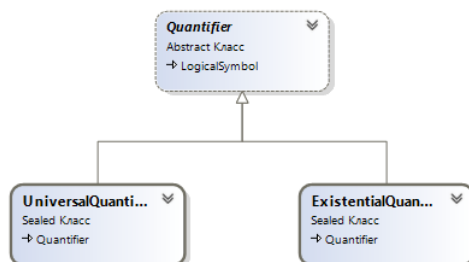 Quantifier
Abstract Класс
LogicalSymbol
UniversalQuanti...
Sealed Класс
Quantifier
ExistentialQuan...
Sealed Класс
Quantifier